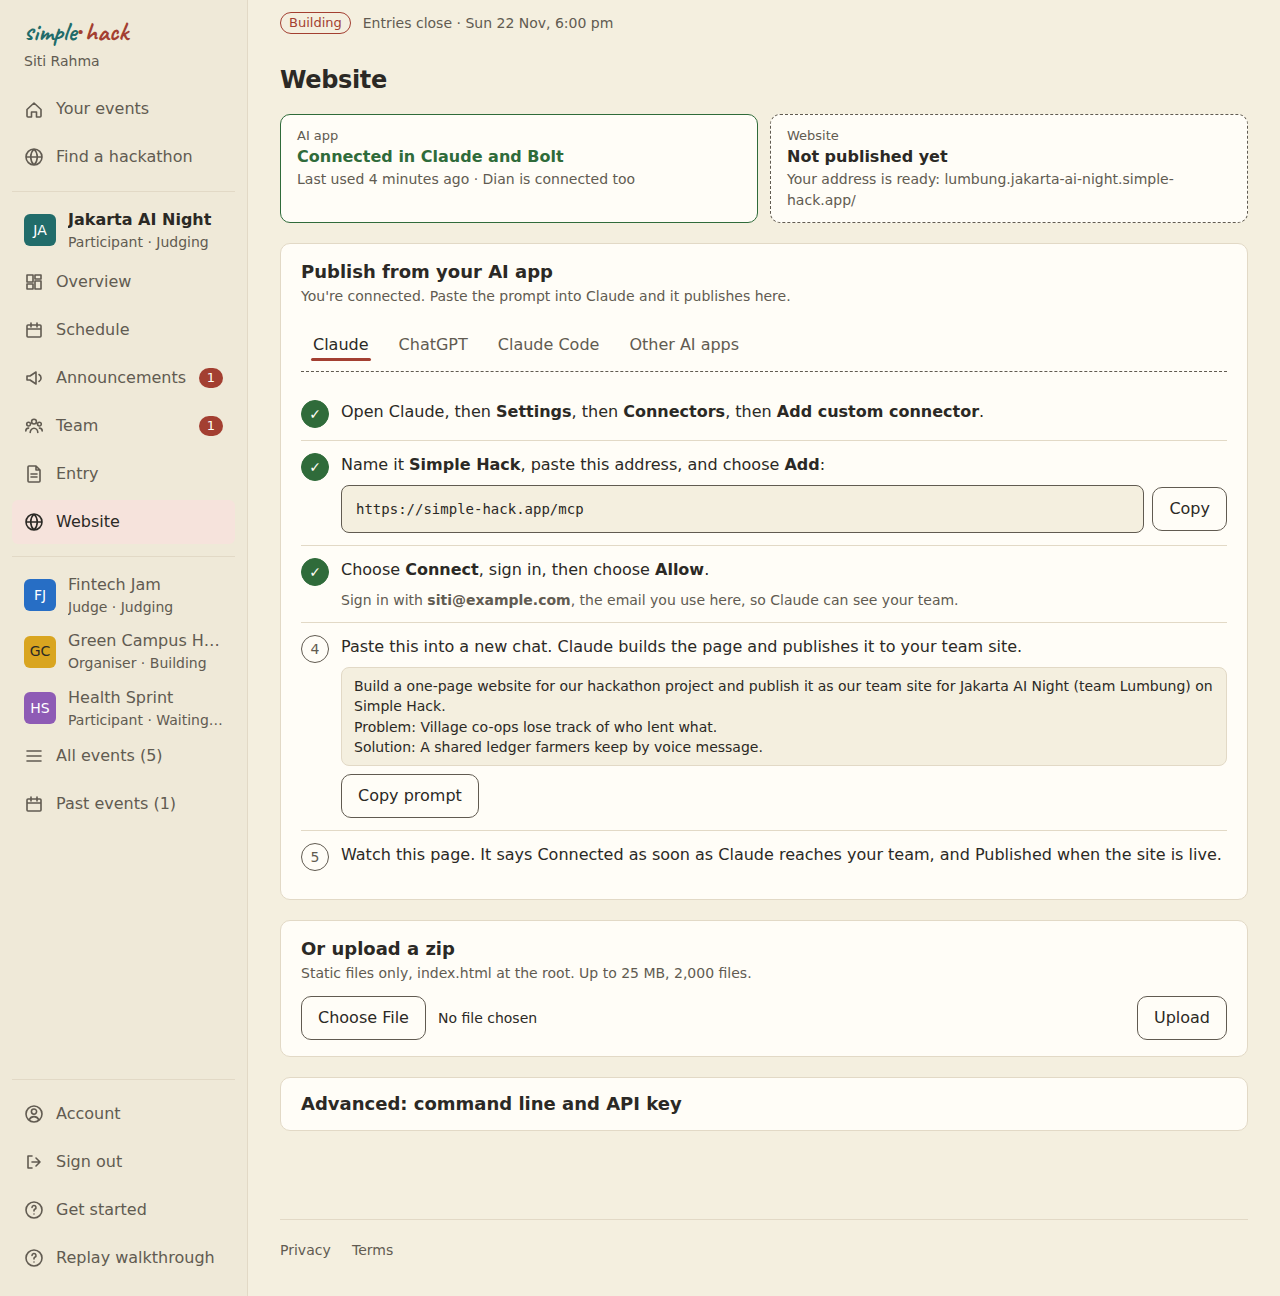 simple·hack
Siti Rahma
Your events
Find a hackathon
JA
Jakarta AI Night
Participant · Judging
Overview
Schedule
Announcements 1
Team 1
Entry
Website
FJ
Fintech Jam
Judge · Judging
GC
Green Campus H...
Organiser · Building
HS
Health Sprint
Participant · Waiting...
All events (5)
Past events (1)
Account
Sign out
Get started
Replay walkthrough
Building Entries close · Sun 22 Nov, 6:00 pm
Website
AI app
Connected in Claude and Bolt
Last used 4 minutes ago · Dian is connected too
Website
Not published yet
Your address is ready: lumbung.jakarta-ai-night.simple-
hack.app/
Publish from your AI app
You're connected. Paste the prompt into Claude and it publishes here.
Claude ChatGPT Claude Code Other AI apps
✓ Open Claude, then Settings, then Connectors, then Add custom connector.
✓ Name it Simple Hack, paste this address, and choose Add:
https://simple-hack.app/mcp Copy
✓ Choose Connect, sign in, then choose Allow.
Sign in with siti@example.com, the email you use here, so Claude can see your team.
4 Paste this into a new chat. Claude builds the page and publishes it to your team site.
Build a one-page website for our hackathon project and publish it as our team site for Jakarta AI Night (team Lumbung) on
Simple Hack.
Problem: Village co-ops lose track of who lent what.
Solution: A shared ledger farmers keep by voice message.
Copy prompt
5 Watch this page. It says Connected as soon as Claude reaches your team, and Published when the site is live.
Or upload a zip
Static files only, index.html at the root. Up to 25 MB, 2,000 files.
Choose File No file chosen Upload
Advanced: command line and API key
Privacy Terms